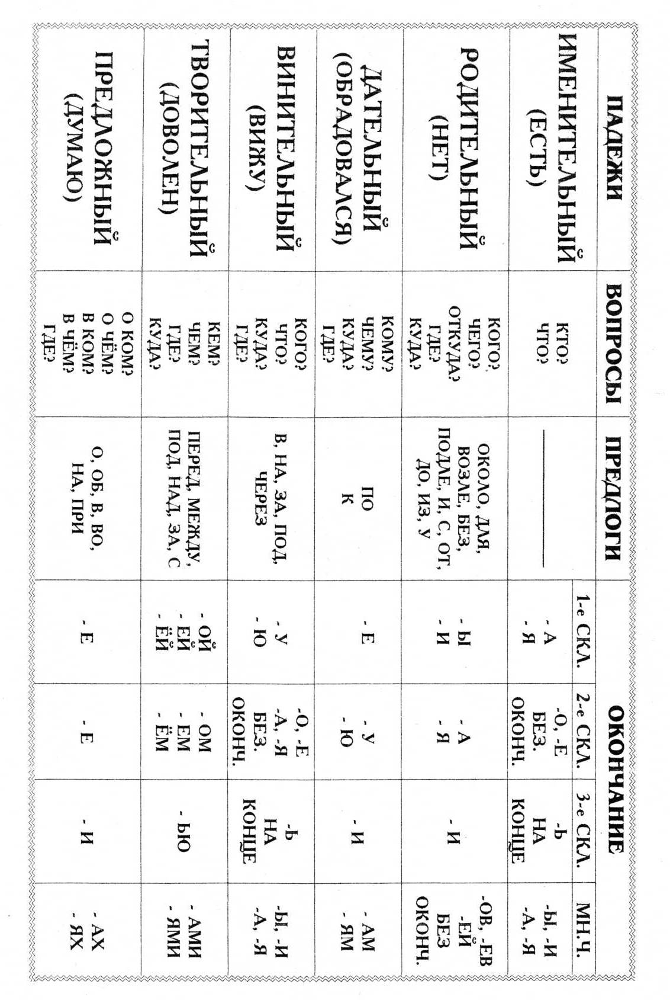 ПАДЕЖИ
ВОПРОСЫ
ПРЕДЛОГИ
ОКОНЧАНИЕ
1-е СКЛ.
2-е СКЛ.
3-е СКЛ.
МН.Ч.
ИМЕНИТЕЛЬНЫЙ
(ЕСТЬ)
КТО?
ЧТО?
- А
- Я
-О, -Е
БЕЗ.
ОКОНЧ.
-Ь
НА
КОНЦЕ
-Ы, -И
-А, -Я
РОДИТЕЛЬНЫЙ
(НЕТ)
КОГО?
ЧЕГО?
ОТКУДА?
ГДЕ?
КУДА?
ОКОЛО, ДЛЯ,
ВОЗЛЕ, БЕЗ,
ПОДЛЕ, И, С, ОТ,
ДО, ИЗ, У
- Ы
- И
- А
- Я
- И
-ОВ, -ЕВ
-ЕЙ
БЕЗ
ОКОНЧ.
ДАТЕЛЬНЫЙ
(ОБРАДОВАЛСЯ)
КОМУ?
ЧЕМУ?
КУДА?
ГДЕ?
ПО
К
- Е
- У
- Ю
- И
- АМ
- ЯМ
ВИНИТЕЛЬНЫЙ
(ВИЖУ)
КОГО?
ЧТО?
КУДА?
ГДЕ?
В, НА, ЗА, ПОД,
ЧЕРЕЗ
- У
- Ю
-О, -Е
-А, -Я
БЕЗ.
ОКОНЧ.
-Ь
НА
КОНЦЕ
-Ы, -И
-А, -Я
ТВОРИТЕЛЬНЫЙ
(ДОВОЛЕН)
КЕМ?
ЧЕМ?
ГДЕ?
КУДА?
ПЕРЕД, МЕЖДУ,
ПОД, НАД, ЗА, С
- ОЙ
- ЕЙ
- ЁЙ
- ОМ
- ЕМ
- ЁМ
- ЬЮ
- АМИ
- ЯМИ
ПРЕДЛОЖНЫЙ
(ДУМАЮ)
О КОМ?
О ЧЁМ?
В КОМ?
В ЧЁМ?
ГДЕ?
О, ОБ, В, ВО,
НА, ПРИ
- Е
- Е
- И
- АХ
- ЯХ